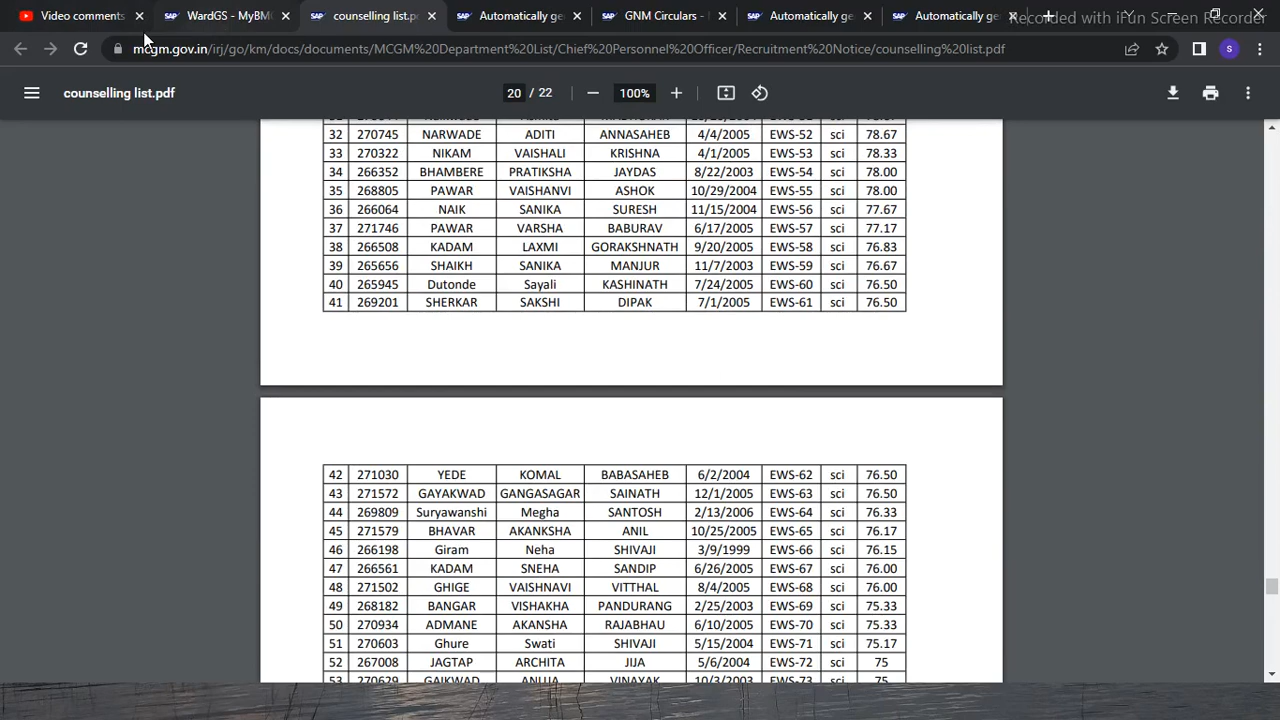 Video comments
WardGS - MyBM
counselling list.p
Automatically ge
GNM Circulars -
Automatically ge
Automatically ge
Recorded with iFun Screen Recorder
mcgm.gov.in/irj/go/km/docs/documents/MCGM%20Department%20List/Chief%20Personnel%20Officer/Recruitment%20Notice/counselling%20list.pdf
S
counselling list.pdf
20 / 22
100%
32 270745 NARWADE ADITI ANNASAHEB 4/4/2005 EWS-52 sci 78.67
33 270322 NIKAM VAISHALI KRISHNA 4/1/2005 EWS-53 sci 78.33
34 266352 BHAMBERE PRATIKSHA JAYDAS 8/22/2003 EWS-54 sci 78.00
35 268805 PAWAR VAISHANVI ASHOK 10/29/2004 EWS-55 sci 78.00
36 266064 NAIK SANIKA SURESH 11/15/2004 EWS-56 sci 77.67
37 271746 PAWAR VARSHA BABURAV 6/17/2005 EWS-57 sci 77.17
38 266508 KADAM LAXMI GORAKSHNATH 9/20/2005 EWS-58 sci 76.83
39 265656 SHAIKH SANIKA MANJUR 11/7/2003 EWS-59 sci 76.67
40 265945 Dutonde Sayali KASHINATH 7/24/2005 EWS-60 sci 76.50
41 269201 SHERKAR SAKSHI DIPAK 7/1/2005 EWS-61 sci 76.50
42 271030 YEDE KOMAL BABASAHEB 6/2/2004 EWS-62 sci 76.50
43 271572 GAYAKWAD GANGASAGAR SAINATH 12/1/2005 EWS-63 sci 76.50
44 269809 Suryawanshi Megha SANTOSH 2/13/2006 EWS-64 sci 76.33
45 271579 BHAVAR AKANKSHA ANIL 10/25/2005 EWS-65 sci 76.17
46 266198 Giram Neha SHIVAJI 3/9/1999 EWS-66 sci 76.15
47 266561 KADAM SNEHA SANDIP 6/26/2005 EWS-67 sci 76.00
48 271502 GHIGE VAISHNAVI VITTHAL 8/4/2005 EWS-68 sci 76.00
49 268182 BANGAR VISHAKHA PANDURANG 2/25/2003 EWS-69 sci 75.33
50 270934 ADMANE AKANSHA RAJABHAU 6/10/2005 EWS-70 sci 75.33
51 270603 Ghure Swati SHIVAJI 5/15/2004 EWS-71 sci 75.17
52 267008 JAGTAP ARCHITA JIJA 5/6/2004 EWS-72 sci 75
53 270629 GAIKWAD ANUJA VINAYAK 10/3/2003 EWS-73 sci 75